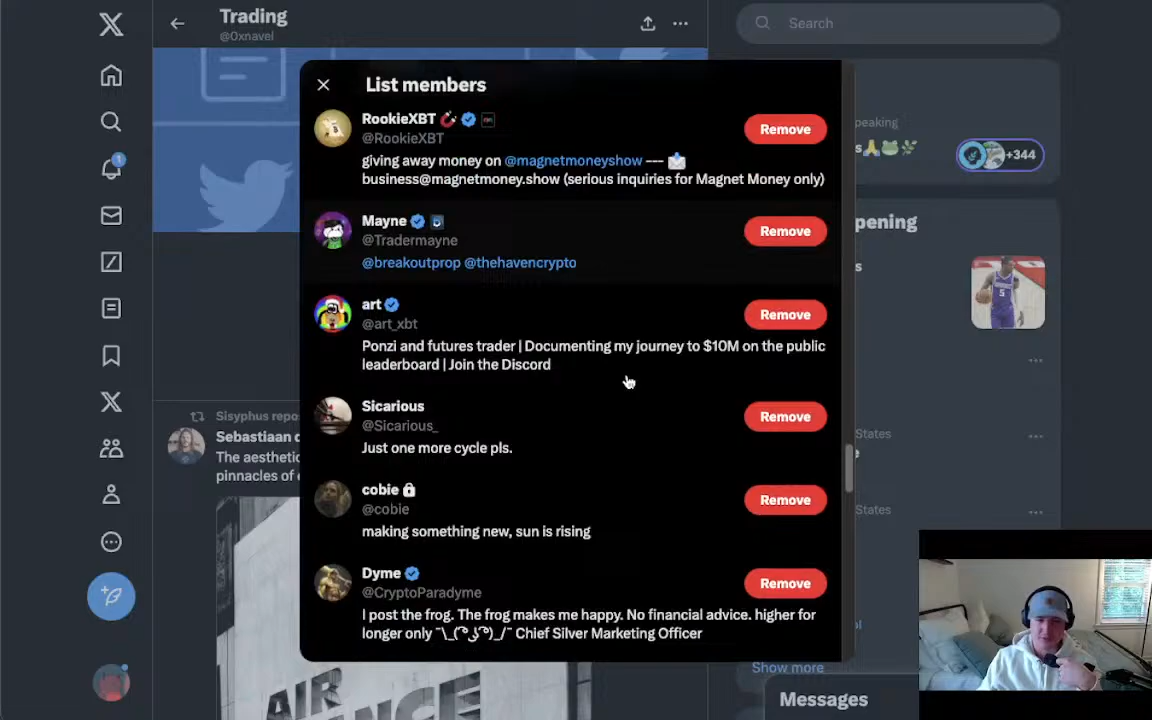 Trading
@0xnavel
Search
List members
RookieXBT
@RookieXBT
Remove
giving away money on @magnetmoneyshow ---
business@magnetmoney.show (serious inquiries for Magnet Money only)
Mayne
@Tradermayne
Remove
@breakoutprop @thehavencrypto
art
@art_xbt
Remove
Ponzi and futures trader | Documenting my journey to $10M on the public
leaderboard | Join the Discord
Sicarious
@Sicarious_
Remove
Just one more cycle pls.
cobie
@cobie
Remove
making something new, sun is rising
Dyme
@CryptoParadyme
Remove
I post the frog. The frog makes me happy. No financial advice. higher for
longer only ¯\_( ͡° ͜ʖ ͡°)_/¯ Chief Silver Marketing Officer
1
Sisyphus repo
Sebastiaan
The aesthetic
pinnacles of
AIR
peaking
+344
pening
States
States
Show more
Messages